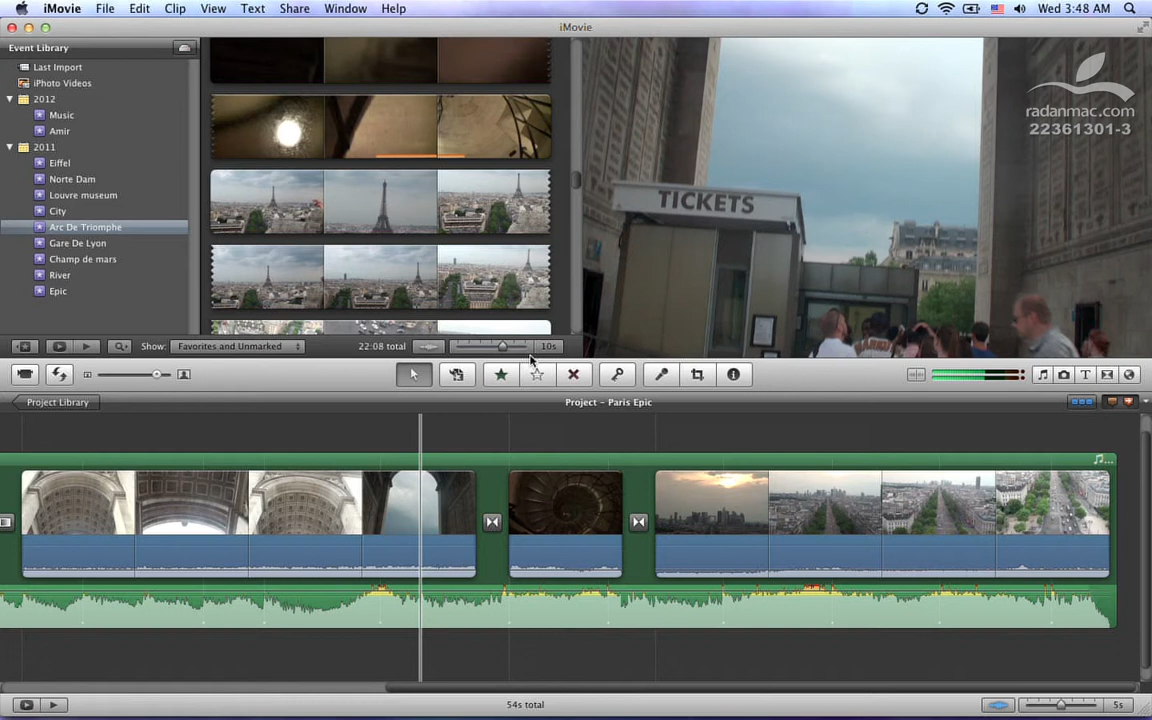 iMovie File Edit Clip View Text Share Window Help Wed 3:48 AM
iMovie
Event Library
Last Import
iPhoto Videos
2012
Music
Amir
2011
Eiffel
Norte Dam
Louvre museum
City
Arc De Triomphe
Gare De Lyon
Champ de mars
River
Epic
TICKETS
radanmac.com
22361301-3
Show: Favorites and Unmarked 22:08 total 10s
Project Library Project – Paris Epic
54s total 5s